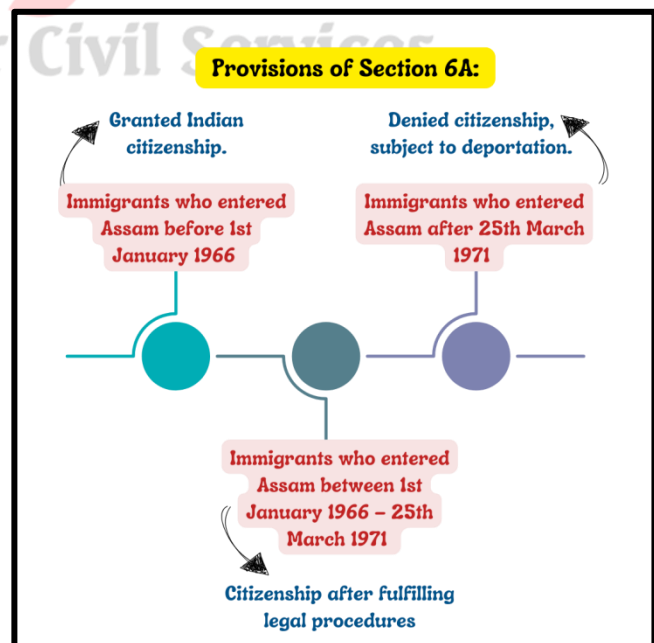 Civil Services
Provisions of Section 6A:
Granted Indian
citizenship.
Immigrants who entered
Assam before 1st
January 1966
Denied citizenship,
subject to deportation.
Immigrants who entered
Assam after 25th March
1971
Immigrants who entered
Assam between 1st
January 1966 – 25th
March 1971
Citizenship after fulfilling
legal procedures